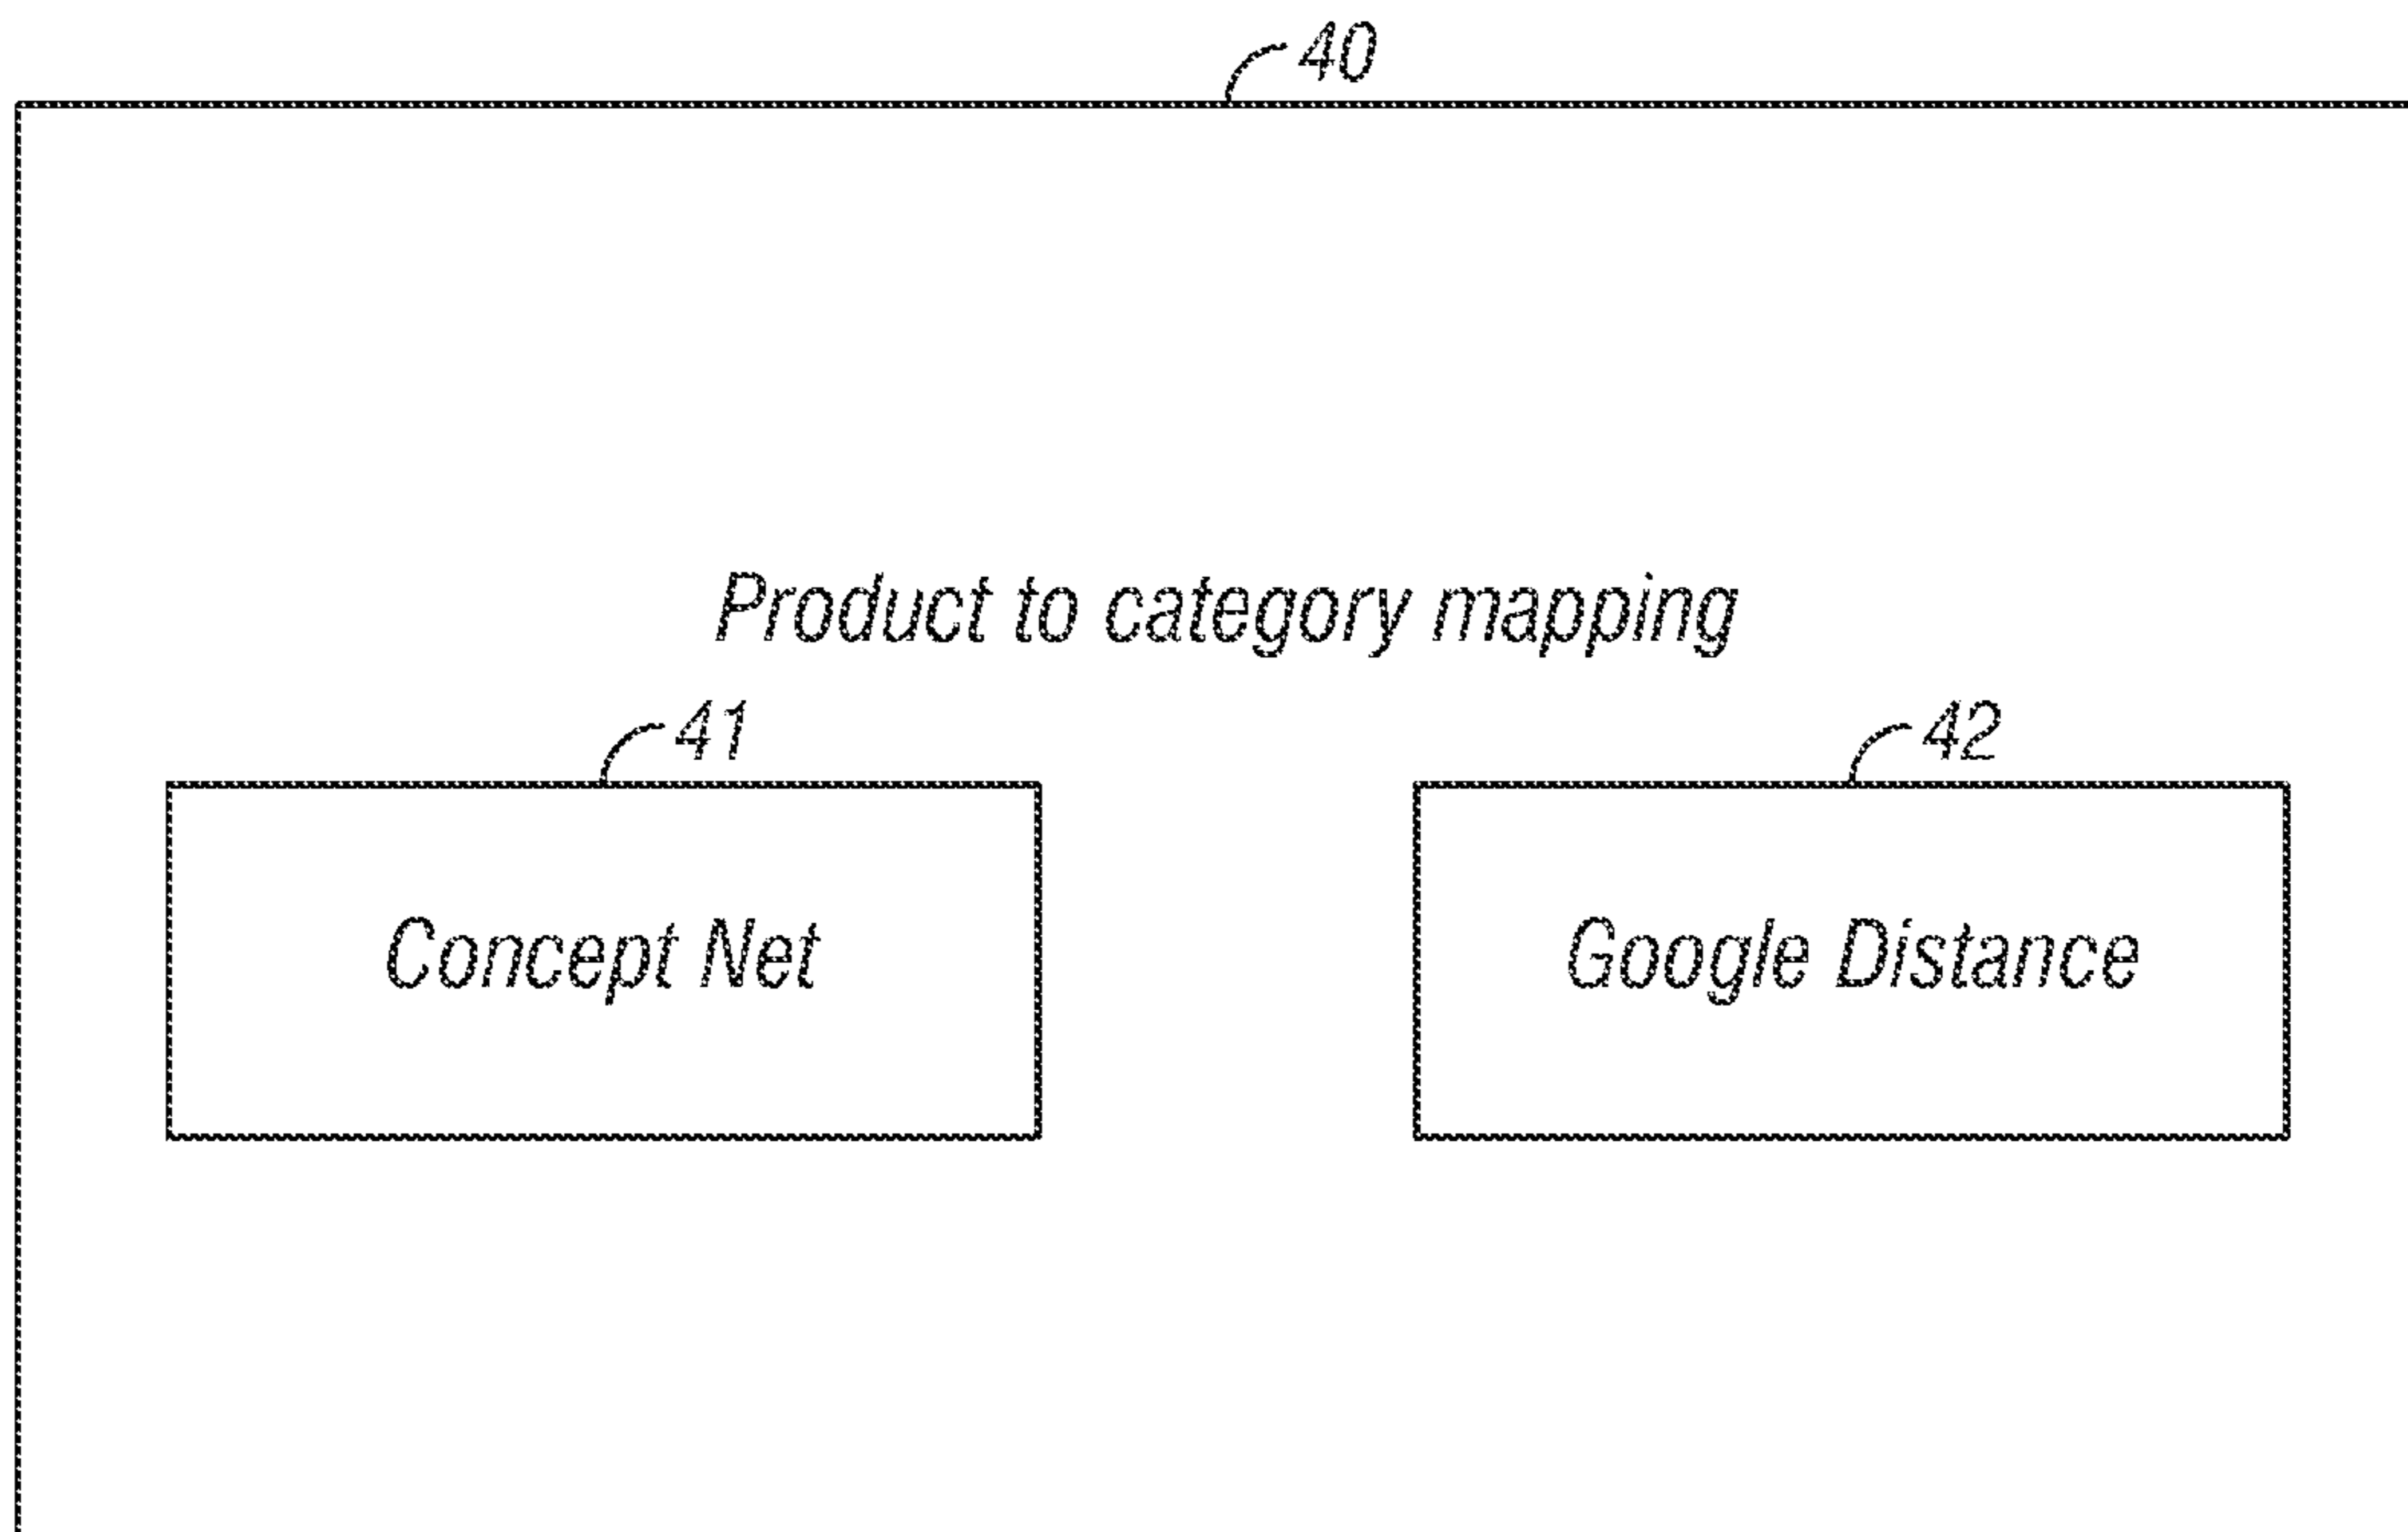 40
Product to category mapping
41
42
Concept Net
Google Distance